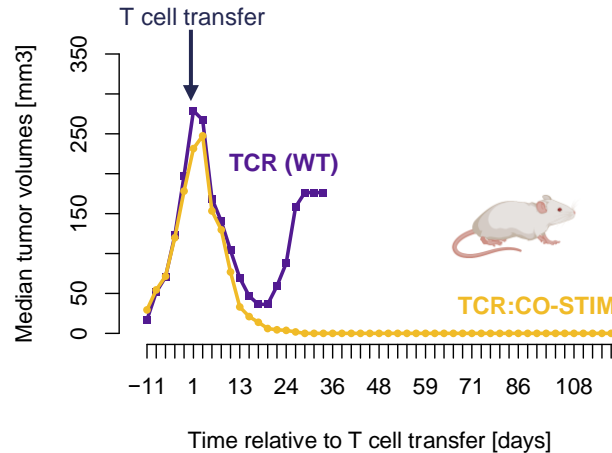 T cell transfer
Median tumor volumes [mm3]
350
250
150
50
0
TCR (WT)
TCR:CO-STIM
−11 1 13 24 36 48 59 71 86 108
Time relative to T cell transfer [days]